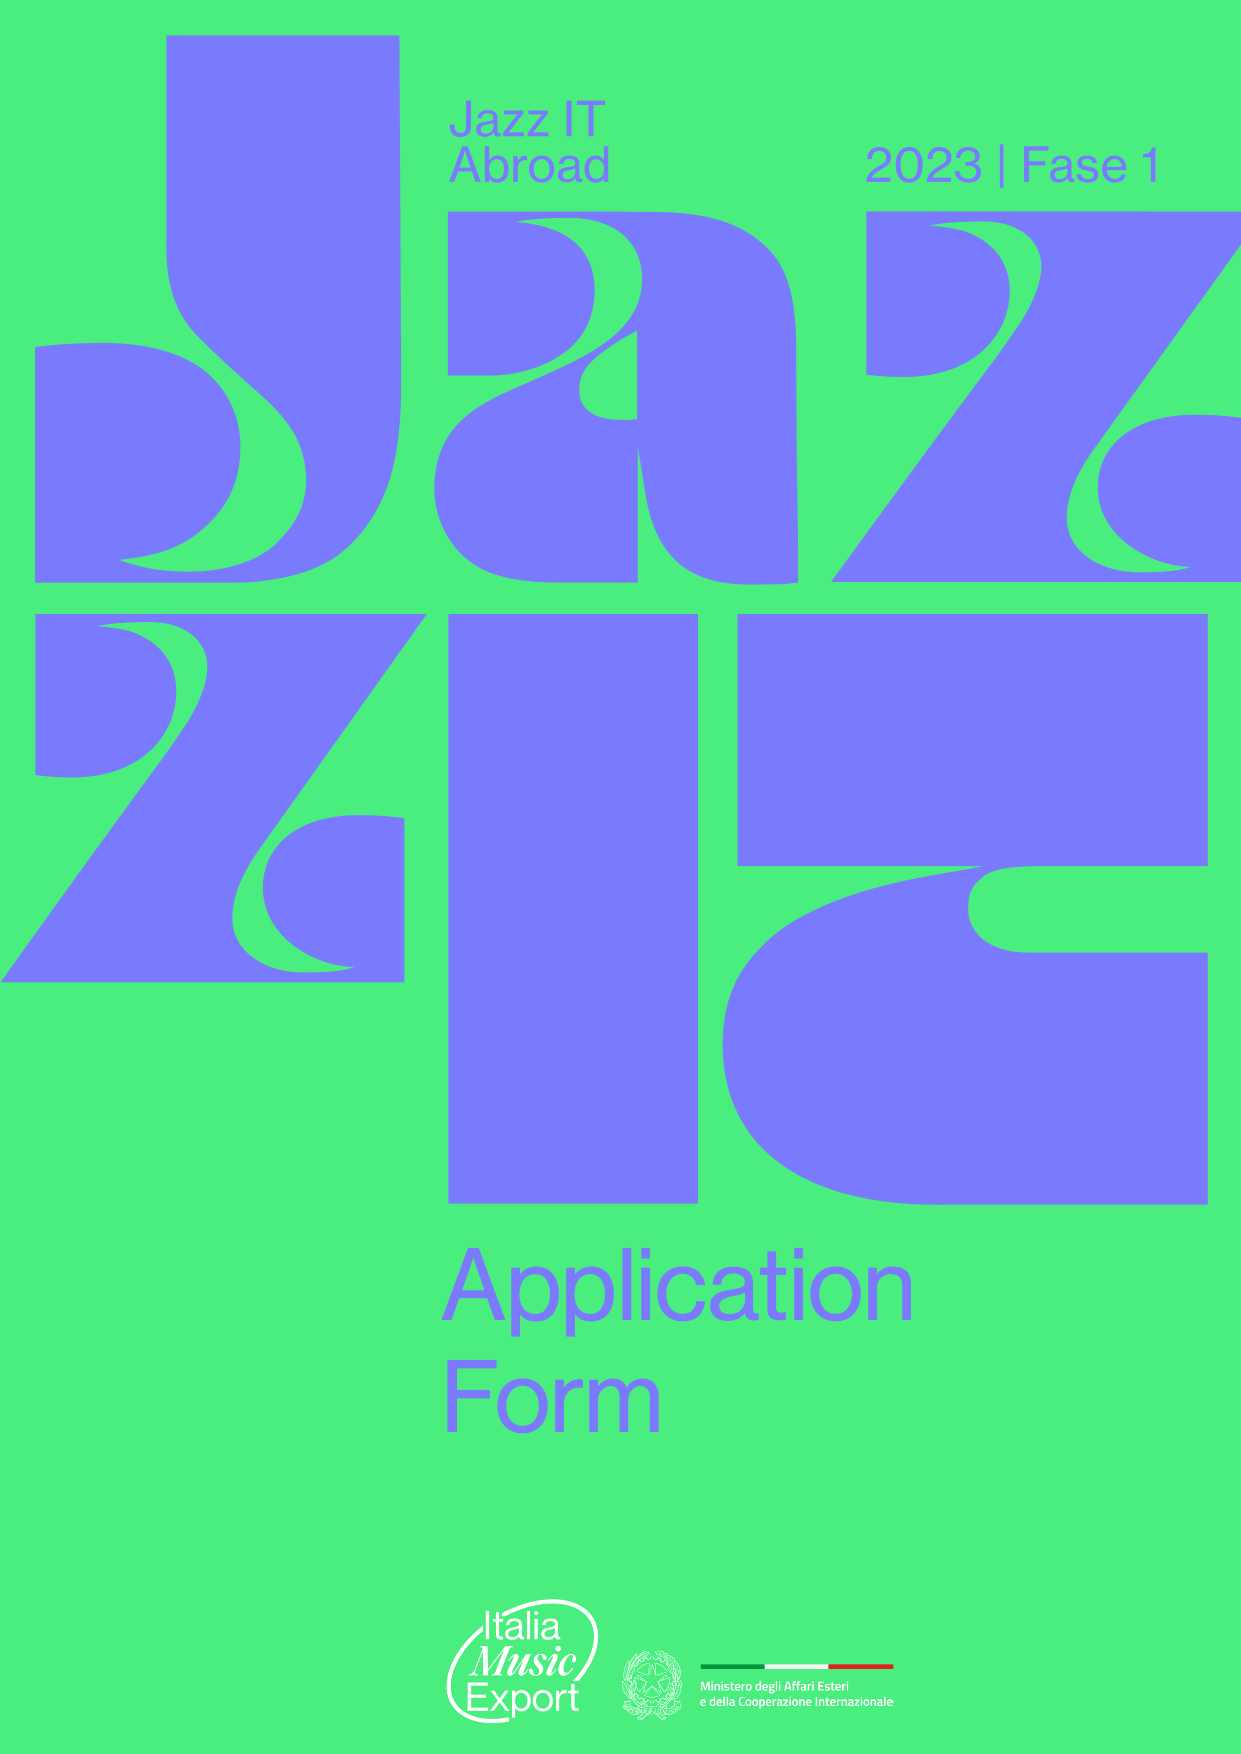 Jazz IT
Abroad
2023 | Fase 1
Jaz
z IT
Application
Form
Italia
Music
Export
Ministero degli Affari Esteri
e della Cooperazione Internazionale